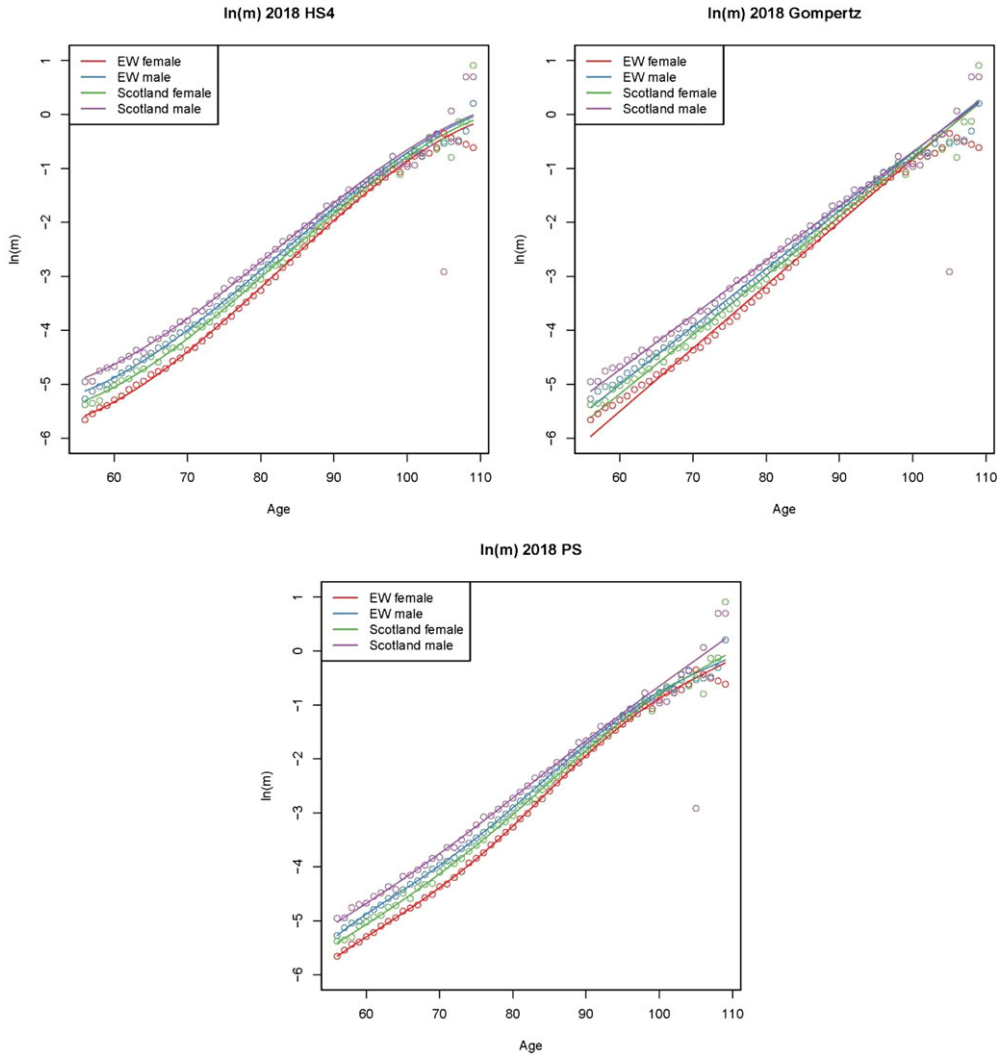 ln(m) 2018 HS4
EW female
EW male
Scotland female
Scotland male
1
0
-1
-2
-3
-4
-5
-6
ln(m)
60 70 80 90 100 110
Age
ln(m) 2018 Gompertz
EW female
EW male
Scotland female
Scotland male
1
0
-1
-2
-3
-4
-5
-6
ln(m)
60 70 80 90 100 110
Age
ln(m) 2018 PS
EW female
EW male
Scotland female
Scotland male
1
0
-1
-2
-3
-4
-5
-6
ln(m)
60 70 80 90 100 110
Age